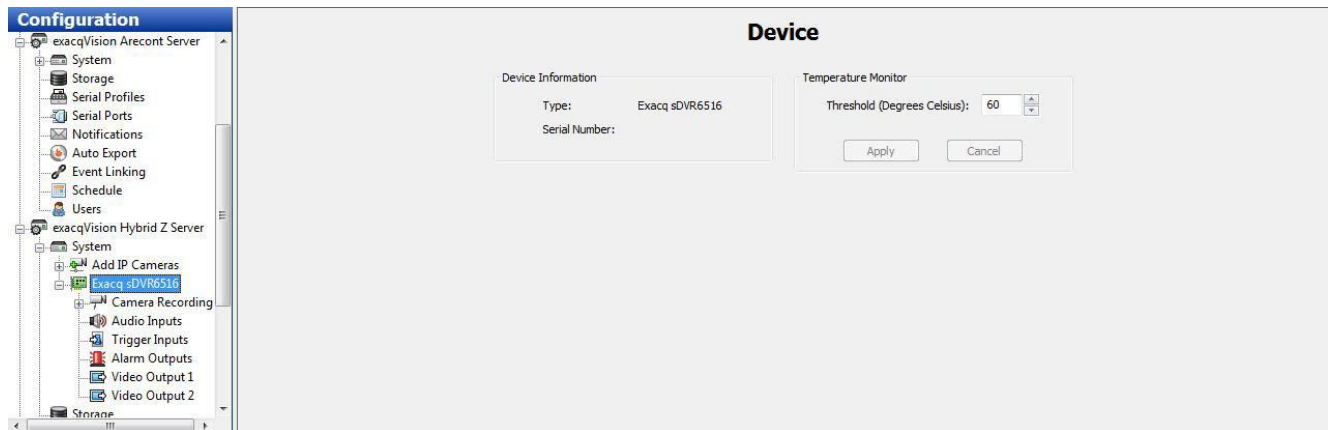 Configuration
exacqVision Arecont Server
System
Storage
Serial Profiles
Serial Ports
Notifications
Auto Export
Event Linking
Schedule
Users
exacqVision Hybrid Z Server
System
Add IP Cameras
Exacq sDVR6516
Camera Recording
Audio Inputs
Trigger Inputs
Alarm Outputs
Video Output 1
Video Output 2
Storage
Device
Device Information
Type: Exacq sDVR6516
Serial Number:
Temperature Monitor
Threshold (Degrees Celsius): 60
Apply Cancel